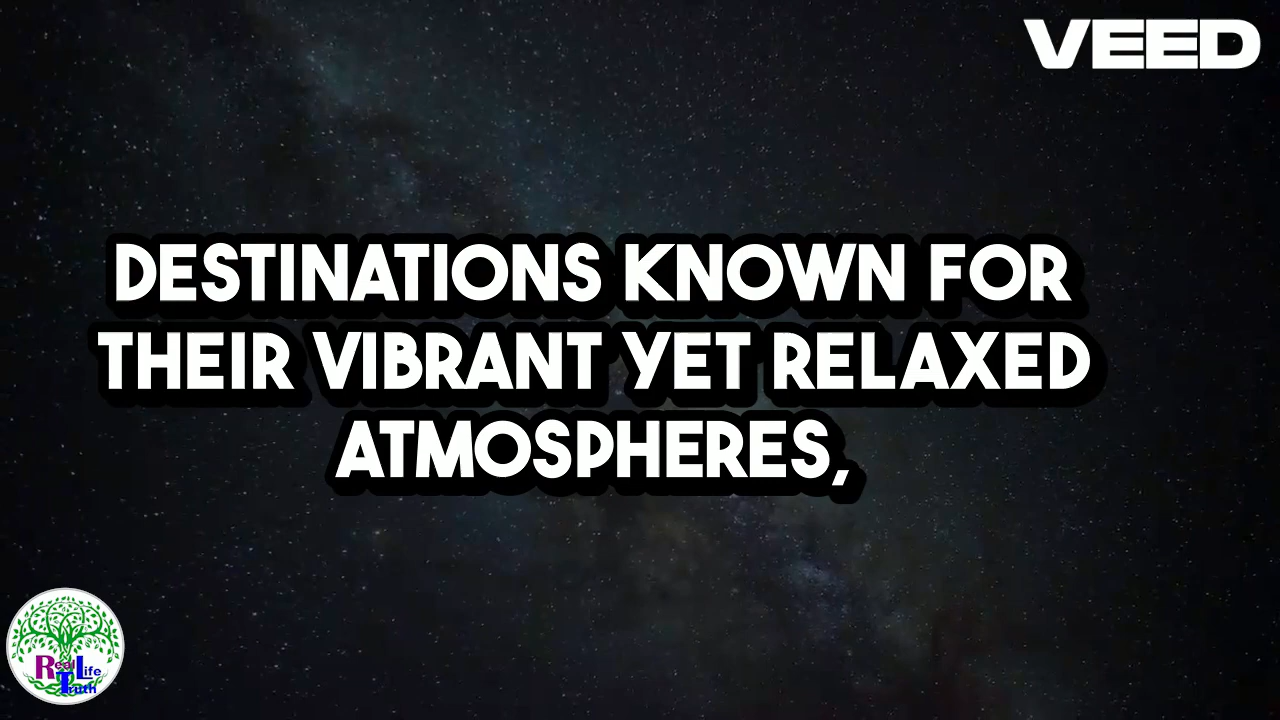 VEED
DESTINATIONS KNOWN FOR
THEIR VIBRANT YET RELAXED
ATMOSPHERES,
Real Life
Truth